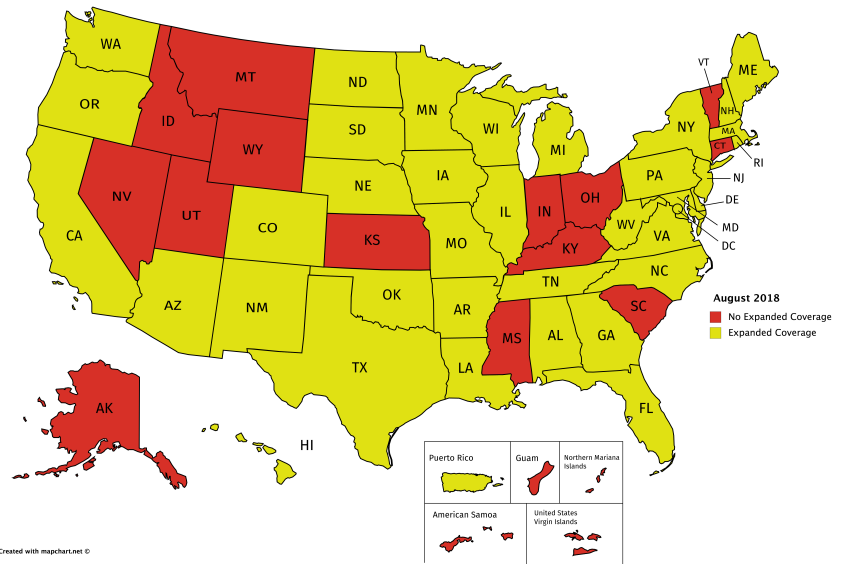 WA
OR
CA
NV
ID
MT
WY
UT
AZ
NM
CO
ND
SD
NE
KS
OK
TX
MN
IA
MO
AR
LA
WI
IL
MI
IN
OH
KY
TN
MS
AL
GA
FL
SC
NC
VA
WV
PA
NY
VT
NH
ME
MA
CT
RI
NJ
DE
MD
DC
AK
HI
August 2018
No Expanded Coverage
Expanded Coverage
Puerto Rico
Guam
Northern Mariana
Islands
American Samoa
United States
Virgin Islands
Created with mapchart.net ©